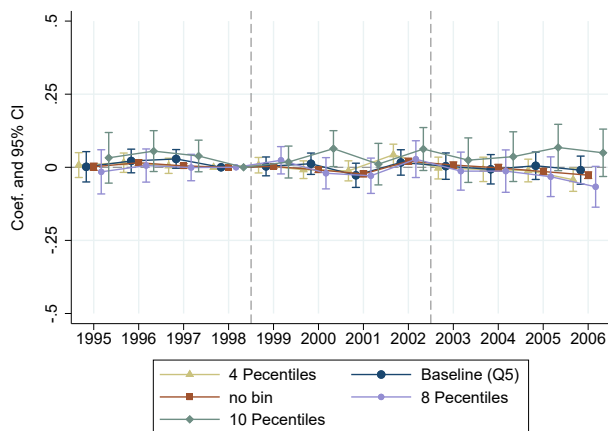 .5
.25
0
-.25
-.5
Coef. and 95% CI
1995 1996 1997 1998 1999 2000 2001 2002 2003 2004 2005 2006
4 Pecentiles Baseline (Q5)
no bin 8 Pecentiles
10 Pecentiles